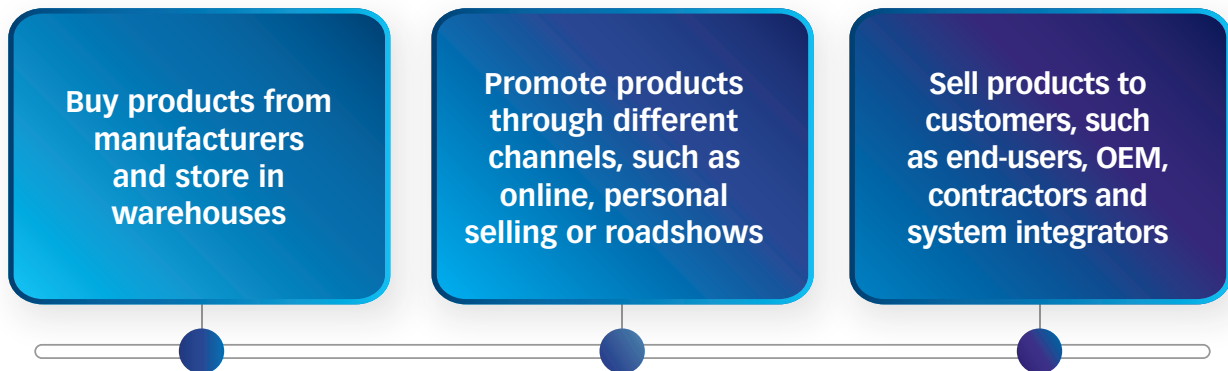 Buy products from
manufacturers
and store in
warehouses
Promote products
through different
channels, such as
online, personal
selling or roadshows
Sell products to
customers, such
as end-users, OEM,
contractors and
system integrators